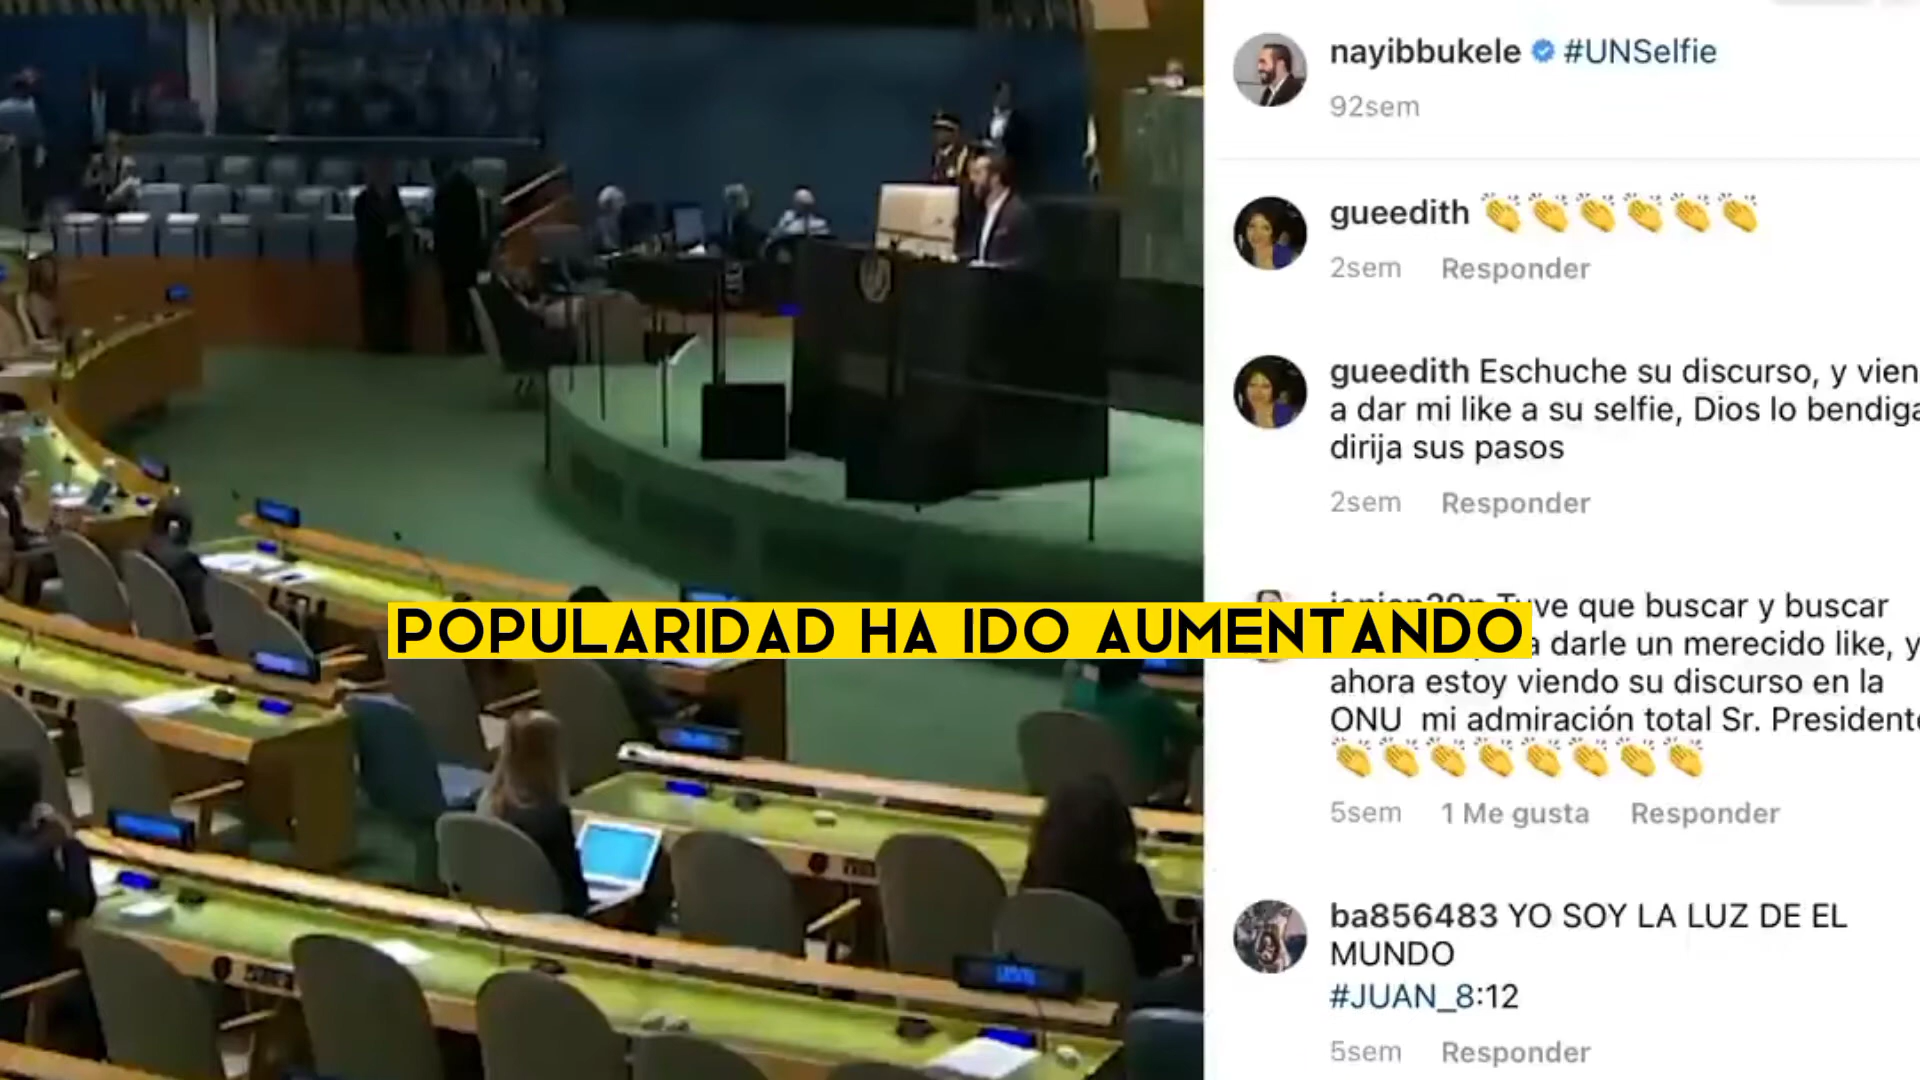 nayibbukele #UNSelfie
92sem
gueedith 👏👏👏👏👏👏
2sem Responder
gueedith Eschuche su discurso, y vien
a dar mi like a su selfie, Dios lo bendiga
dirija sus pasos
2sem Responder
POPULARIDAD HA IDO AUMENTANDO
Tuve que buscar y buscar
a darle un merecido like, y
ahora estoy viendo su discurso en la
ONU mi admiración total Sr. Presidente
👏👏👏👏👏👏👏👏
5sem 1 Me gusta Responder
ba856483 YO SOY LA LUZ DE EL
MUNDO
#JUAN_8:12
5sem Responder